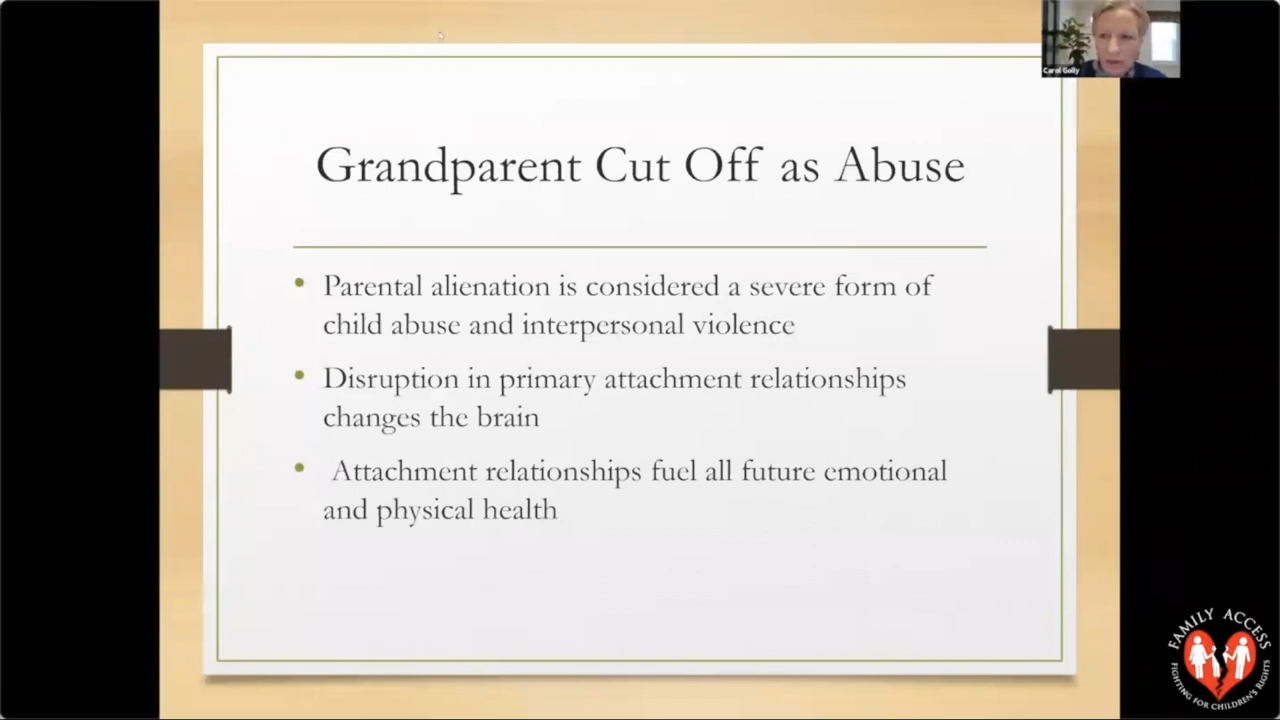 Carol Golly
Grandparent Cut Off as Abuse
• Parental alienation is considered a severe form of
child abuse and interpersonal violence
• Disruption in primary attachment relationships
changes the brain
• Attachment relationships fuel all future emotional
and physical health
FAMILY ACCESS
FIGHTING FOR CHILDREN'S RIGHTS